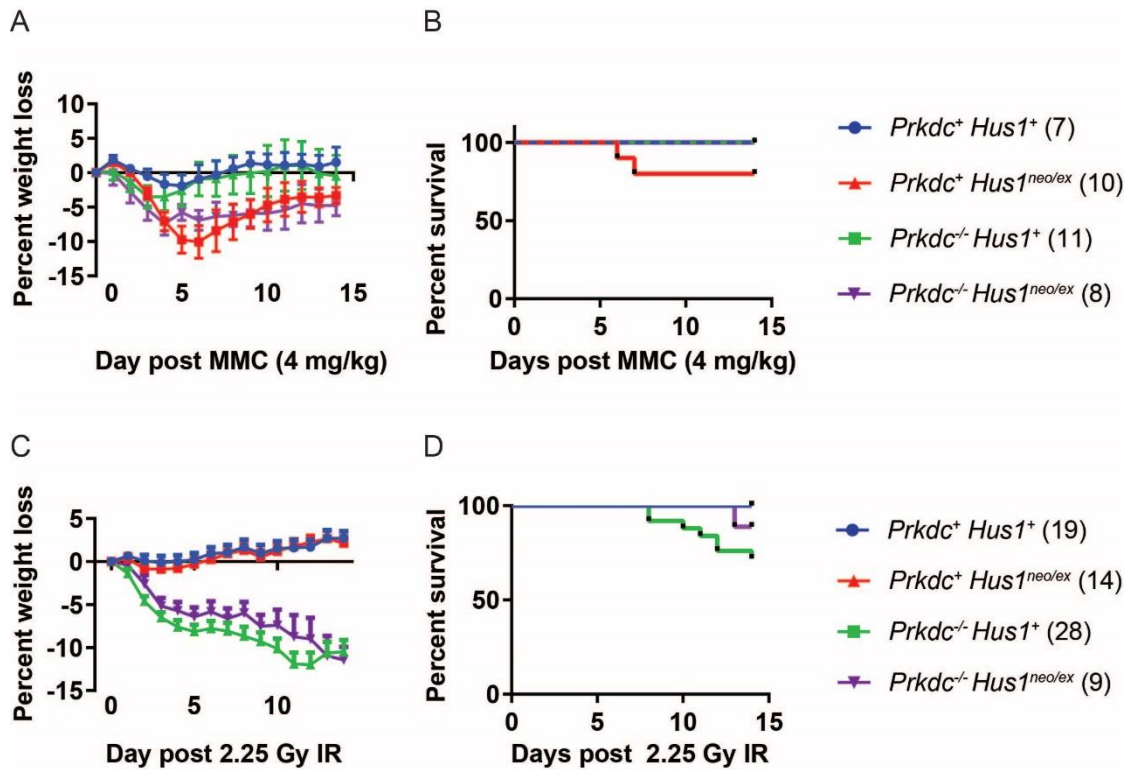 A
Percent weight loss
10
5
0
-5
-10
-15
0
5
10
15
Day post MMC (4 mg/kg)
B
Percent survival
100
50
0
0
5
10
15
Days post MMC (4 mg/kg)
Prkdc⁺ Hus1⁺ (7)
Prkdc⁺ Hus1ⁿᵉᵒ/ᵉˣ (10)
Prkdc⁻/⁻ Hus1⁺ (11)
Prkdc⁻/⁻ Hus1ⁿᵉᵒ/ᵉˣ (8)
C
Percent weight loss
5
0
-5
-10
-15
0
5
10
Day post 2.25 Gy IR
D
Percent survival
100
50
0
0
5
10
15
Days post 2.25 Gy IR
Prkdc⁺ Hus1⁺ (19)
Prkdc⁺ Hus1ⁿᵉᵒ/ᵉˣ (14)
Prkdc⁻/⁻ Hus1⁺ (28)
Prkdc⁻/⁻ Hus1ⁿᵉᵒ/ᵉˣ (9)